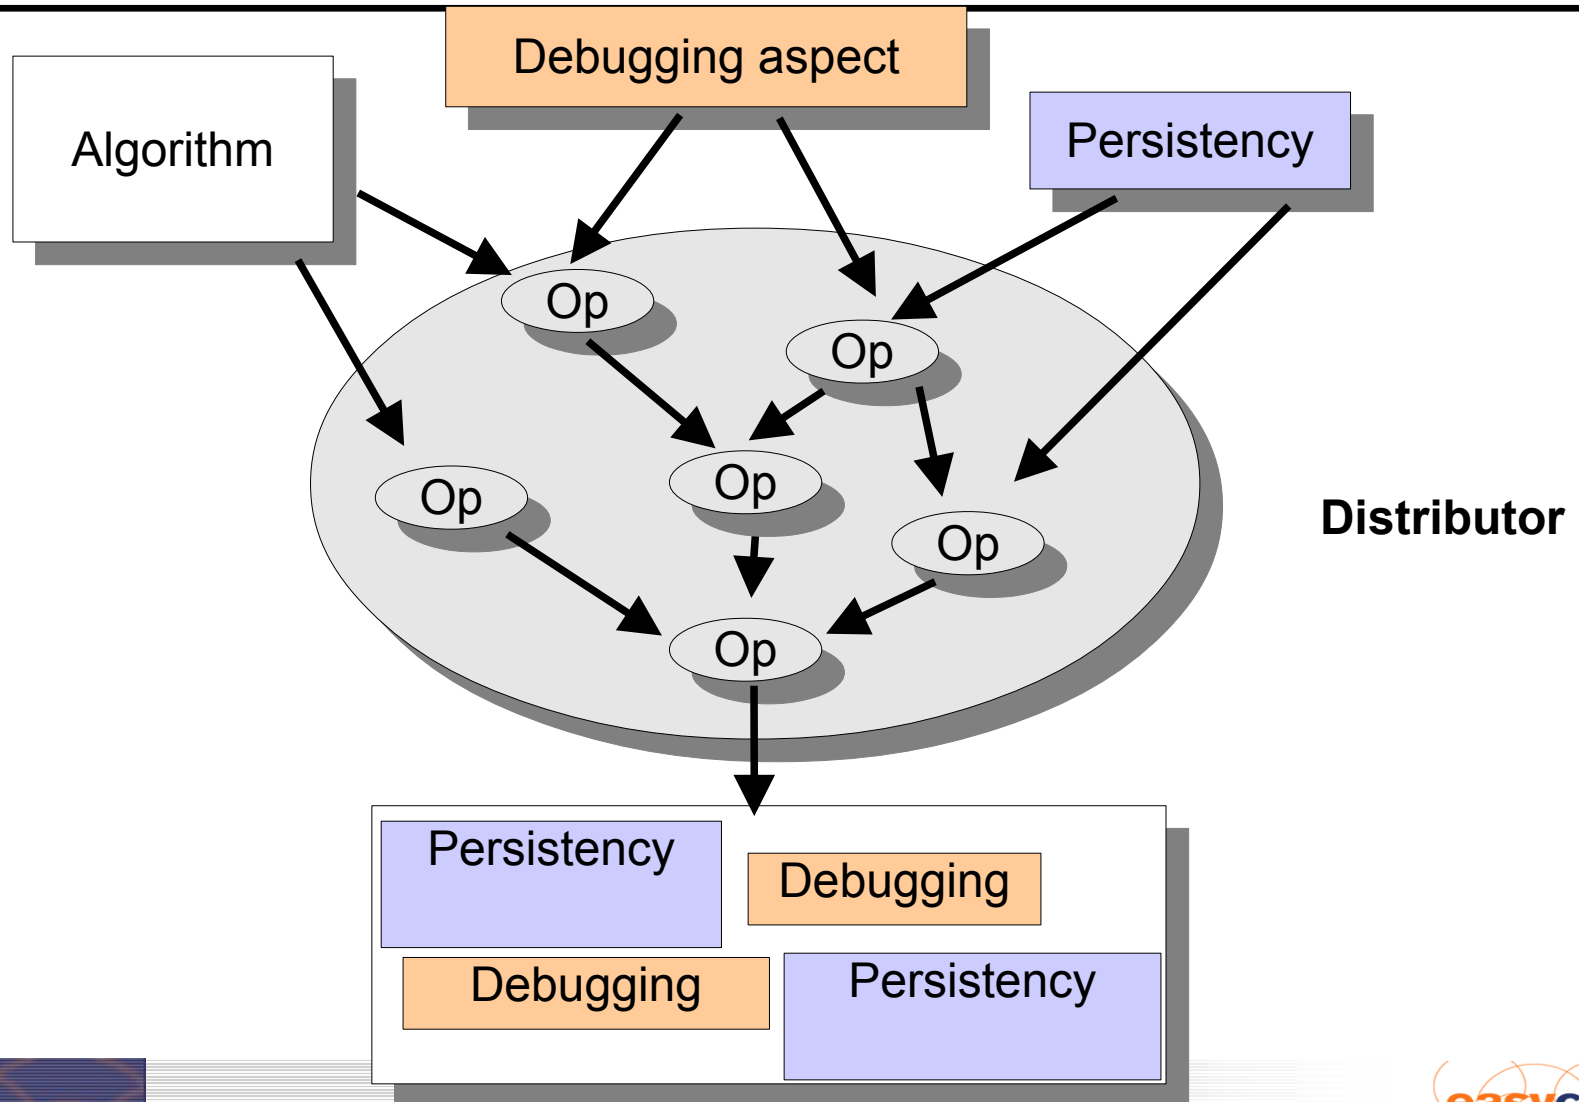 Debugging aspect
Algorithm
Persistency
Op
Op
Op
Op
Distributor
Op
Op
Persistency
Debugging
Debugging
Persistency